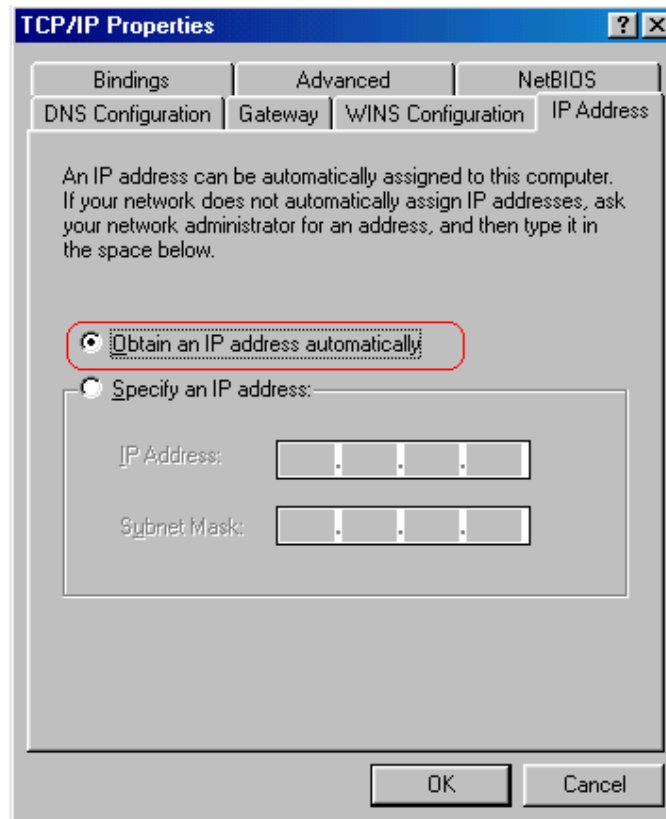 TCP/IP Properties
Bindings
Advanced
NetBIOS
DNS Configuration
Gateway
WINS Configuration
IP Address
An IP address can be automatically assigned to this computer.
If your network does not automatically assign IP addresses, ask
your network administrator for an address, and then type it in
the space below.
Obtain an IP address automatically
Specify an IP address:
IP Address:
Subnet Mask:
OK
Cancel